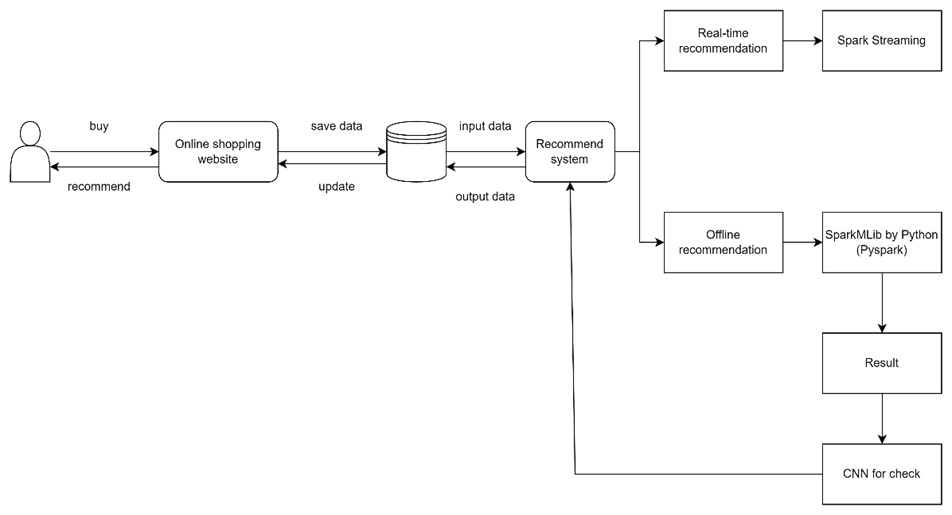 Real-time
recommendation
Spark Streaming
buy
Online shopping
website
save data
input data
Recommend
system
recommend
update
output data
Offline
recommendation
SparkMLib by Python
(Pyspark)
Result
CNN for check